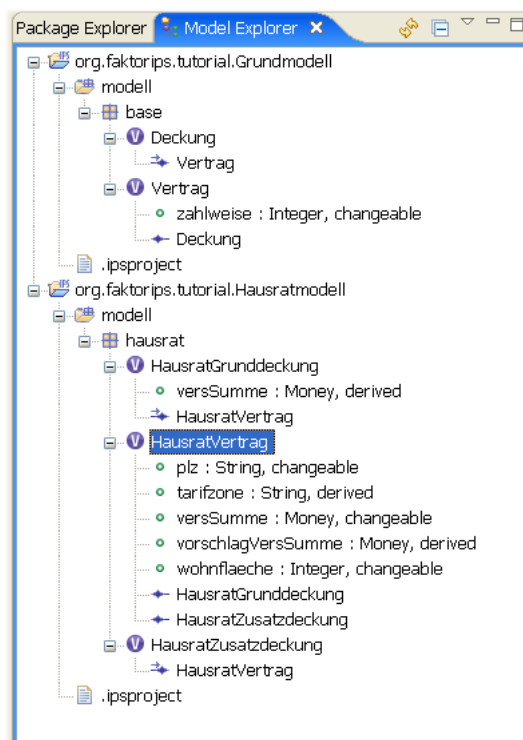 Package Explorer Model Explorer
org.faktorips.tutorial.Grundmodell
modell
base
Deckung
Vertrag
Vertrag
zahlweise : Integer, changeable
Deckung
.ipsproject
org.faktorips.tutorial.Hausratmodell
modell
hausrat
HausratGrunddeckung
versSumme : Money, derived
HausratVertrag
HausratVertrag
plz : String, changeable
tarifzone : String, derived
versSumme : Money, changeable
vorschlagVersSumme : Money, derived
wohnflaeche : Integer, changeable
HausratGrunddeckung
HausratZusatzdeckung
HausratZusatzdeckung
HausratVertrag
.ipsproject